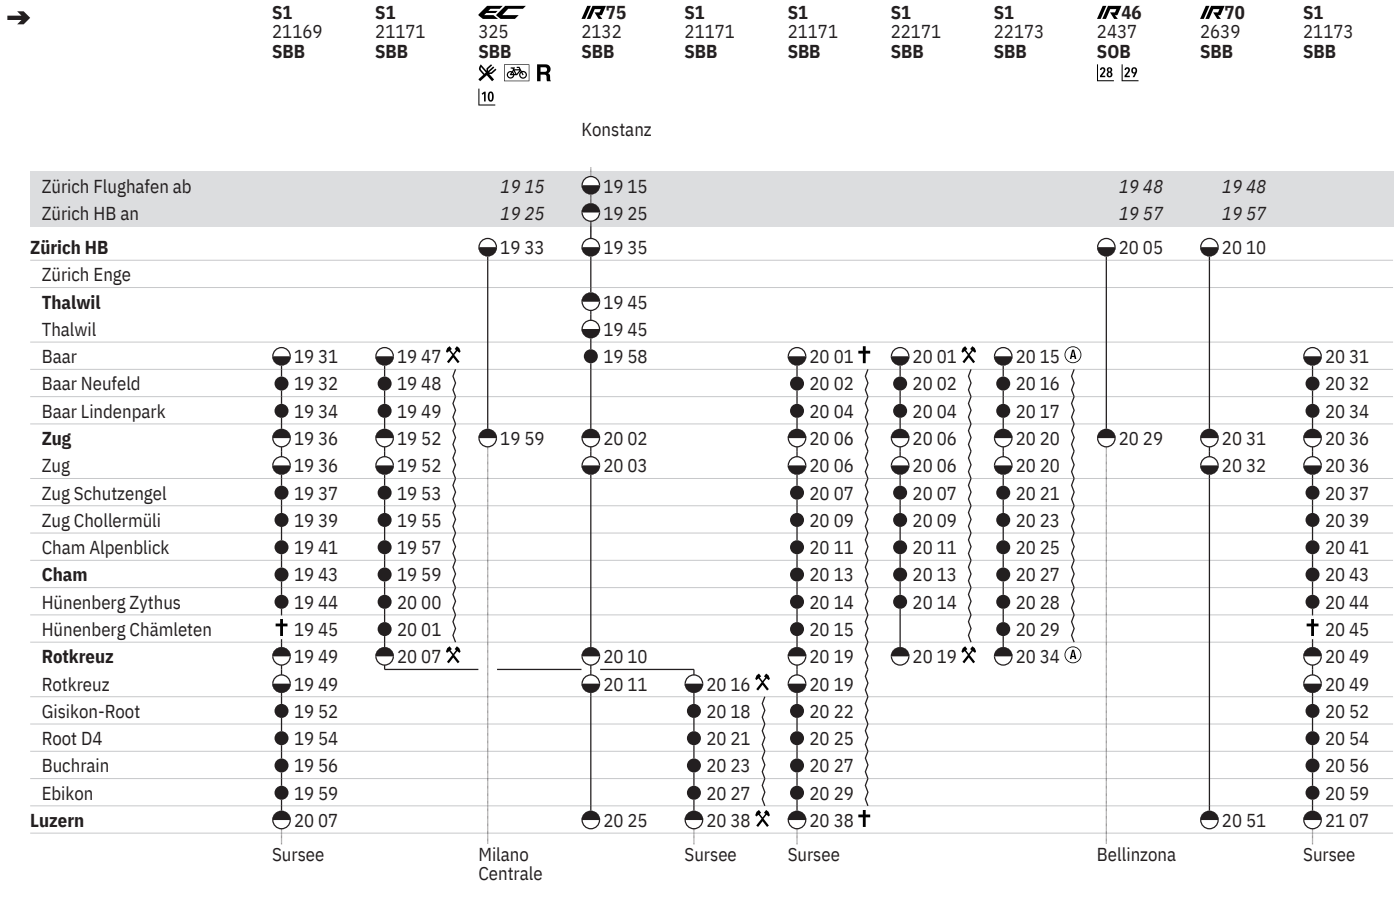 S1 S1 EC IR75 S1 S1 S1 S1 IR46 IR70 S1
21169 21171 325 2132 21171 21171 22171 22173 2437 2639 21173
SBB SBB SBB SBB SBB SBB SBB SBB SOB SBB SBB
R 28 29
10
Konstanz
Zürich Flughafen ab 19 15 19 15 19 48 19 48
Zürich HB an 19 25 19 25 19 57 19 57
Zürich HB 19 33 19 35 20 05 20 10
Zürich Enge
Thalwil 19 45
Thalwil 19 45
Baar 19 31 19 47 19 58 20 01 20 01 20 15 A 20 31
Baar Neufeld 19 32 19 48 20 02 20 02 20 16 20 32
Baar Lindenpark 19 34 19 49 20 04 20 04 20 17 20 34
Zug 19 36 19 52 19 59 20 02 20 06 20 06 20 20 20 29 20 31 20 36
Zug 19 36 19 52 20 03 20 06 20 06 20 20 20 32 20 36
Zug Schutzengel 19 37 19 53 20 07 20 07 20 21 20 37
Zug Chollermüli 19 39 19 55 20 09 20 09 20 23 20 39
Cham Alpenblick 19 41 19 57 20 11 20 11 20 25 20 41
Cham 19 43 19 59 20 13 20 13 20 27 20 43
Hünenberg Zythus 19 44 20 00 20 14 20 14 20 28 20 44
Hünenberg Chämleten 19 45 20 01 20 15 20 29 20 45
Rotkreuz 19 49 20 07 20 10 20 19 20 19 20 34 A 20 49
Rotkreuz 19 49 20 11 20 16 20 19 20 49
Gisikon-Root 19 52 20 18 20 22 20 52
Root D4 19 54 20 21 20 25 20 54
Buchrain 19 56 20 23 20 27 20 56
Ebikon 19 59 20 27 20 29 20 59
Luzern 20 07 20 25 20 38 20 38 20 51 21 07
Sursee Milano Sursee Sursee Bellinzona Sursee
Centrale